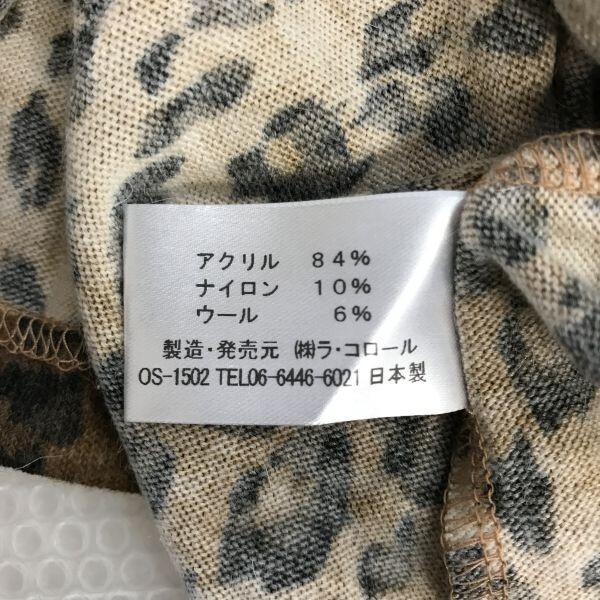 アクリル 84%
ナイロン 10%
ウール 6%
製造・発売元 ㈱ラ・コロール
OS-1502 TEL06-6446-6021 日本製